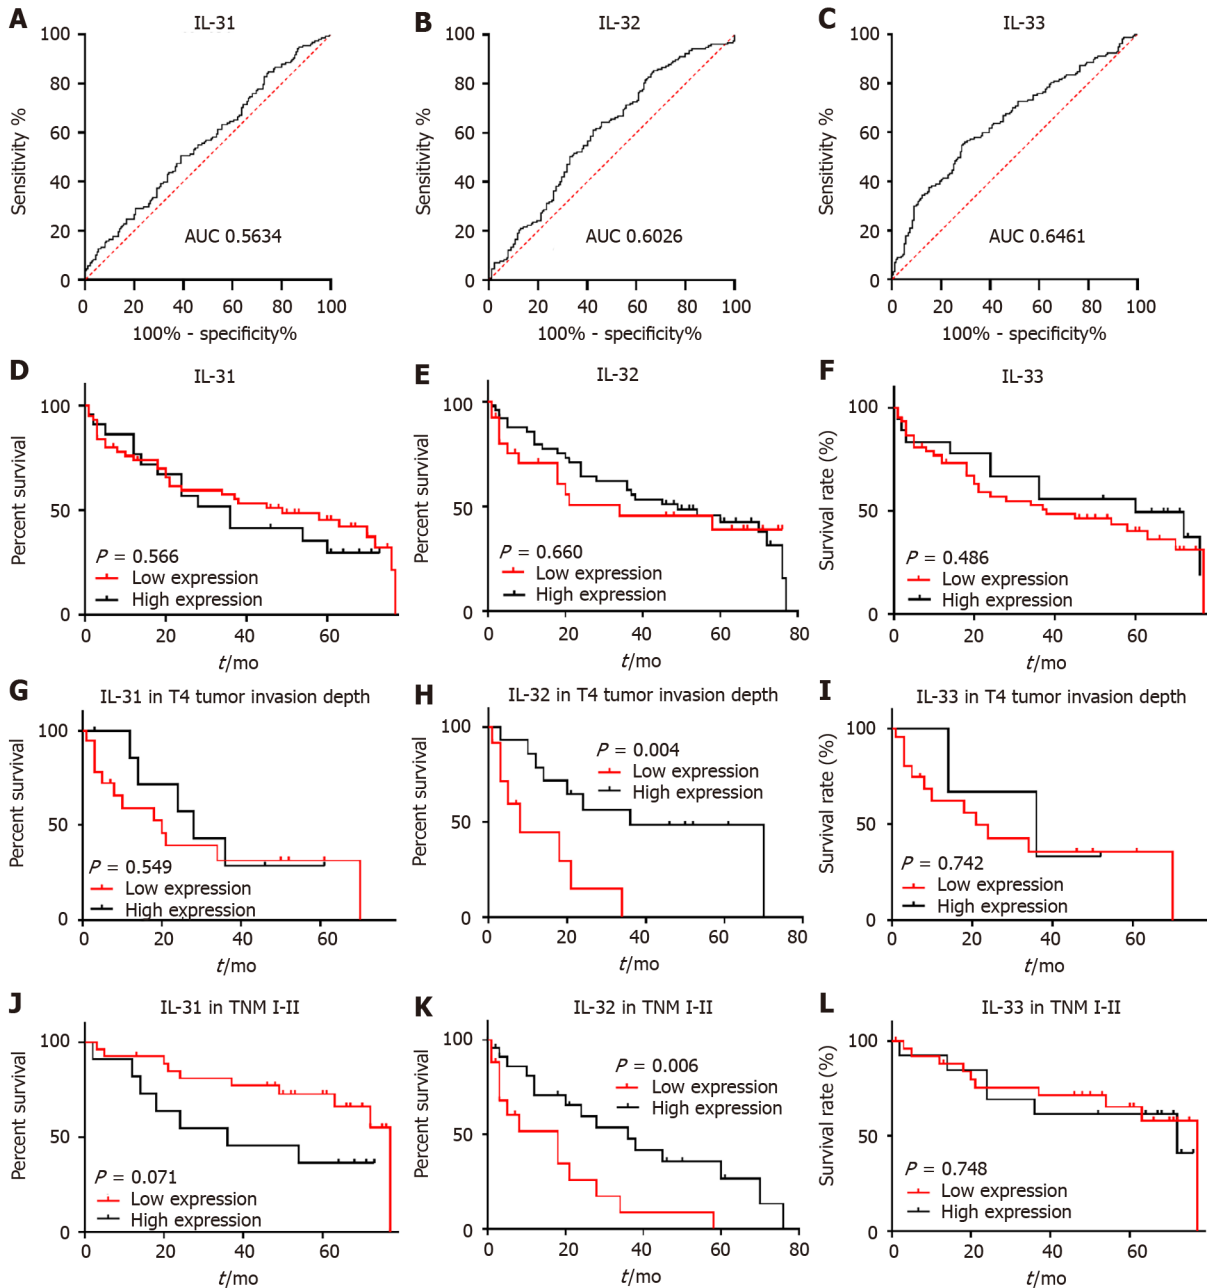 A
IL-31
100
80
60
40
20
0
Sensitivity %
AUC 0.5634
0 20 40 60 80 100
100% - specificity%
B
IL-32
100
80
60
40
20
0
Sensitivity %
AUC 0.6026
0 20 40 60 80 100
100% - specificity%
C
IL-33
100
80
60
40
20
0
Sensitivity %
AUC 0.6461
0 20 40 60 80 100
100% - specificity%
D
IL-31
100
50
0
Percent survival
P = 0.566
Low expression
High expression
0 20 40 60
t/mo
E
IL-32
100
50
0
Percent survival
P = 0.660
Low expression
High expression
0 20 40 60 80
t/mo
F
IL-33
100
50
0
Survival rate (%)
P = 0.486
Low expression
High expression
0 20 40 60
t/mo
G
IL-31 in T4 tumor invasion depth
100
50
0
Percent survival
P = 0.549
Low expression
High expression
0 20 40 60
t/mo
H
IL-32 in T4 tumor invasion depth
100
50
0
Percent survival
P = 0.004
Low expression
High expression
0 20 40 60 80
t/mo
I
IL-33 in T4 tumor invasion depth
100
50
0
Survival rate (%)
P = 0.742
Low expression
High expression
0 20 40 60
t/mo
J
IL-31 in TNM I-II
100
50
0
Percent survival
P = 0.071
Low expression
High expression
0 20 40 60
t/mo
K
IL-32 in TNM I-II
100
50
0
Percent survival
P = 0.006
Low expression
High expression
0 20 40 60 80
t/mo
L
IL-33 in TNM I-II
100
50
0
Survival rate (%)
P = 0.748
Low expression
High expression
0 20 40 60
t/mo